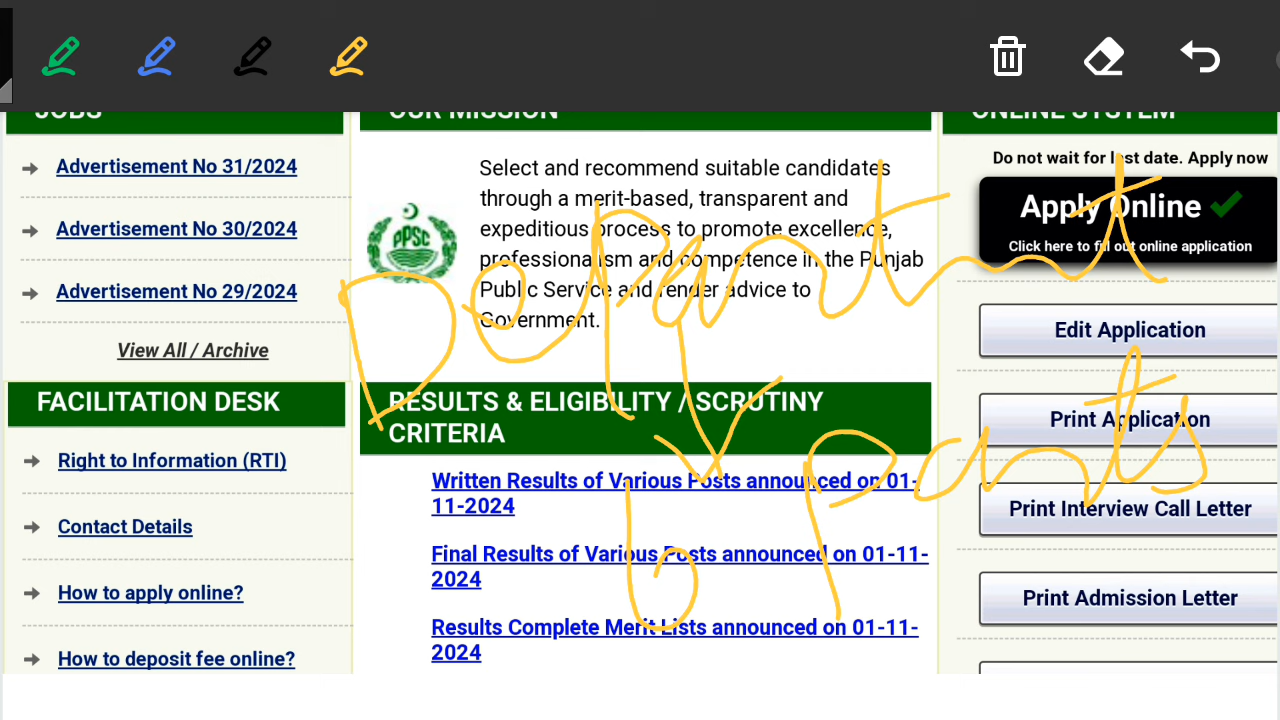 JOBS
Advertisement No 31/2024
Advertisement No 30/2024
Advertisement No 29/2024
View All / Archive
FACILITATION DESK
Right to Information (RTI)
Contact Details
How to apply online?
How to deposit fee online?
OUR MISSION
PPSC
Select and recommend suitable candidates
through a merit-based, transparent and
expeditious process to promote excellence,
professionalism and competence in the Punjab
Public Service and render advice to
Government.
RESULTS & ELIGIBILITY / SCRUTINY
CRITERIA
Written Results of Various Posts announced on 01-
11-2024
Final Results of Various Posts announced on 01-11-
2024
Results Complete Merit Lists announced on 01-11-
2024
ONLINE SYSTEM
Do not wait for last date. Apply now
Apply Online
Click here to fill out online application
Edit Application
Print Application
Print Interview Call Letter
Print Admission Letter
6 Parts